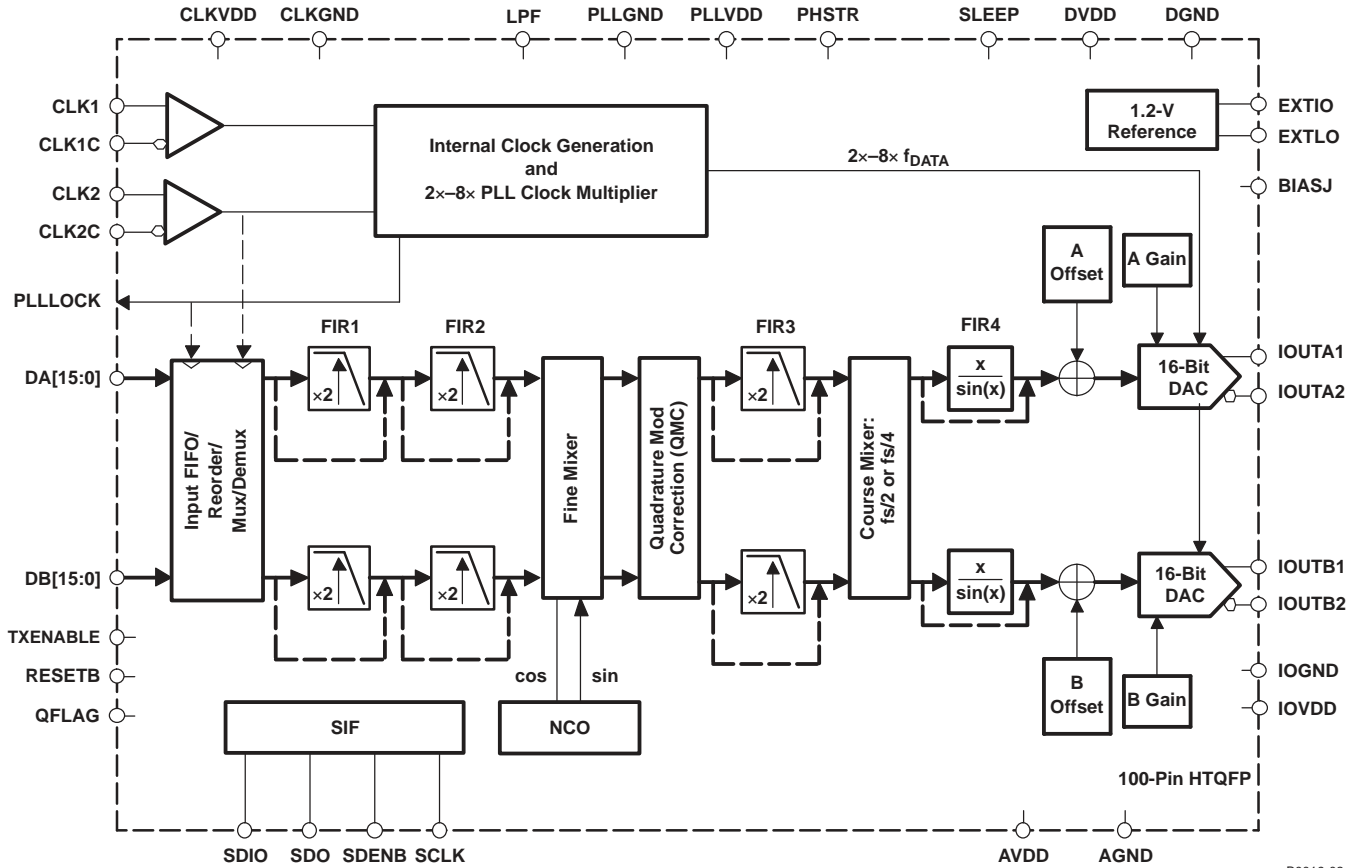 CLKVDD
CLKGND
LPF
PLLGND
PLLVDD
PHSTR
SLEEP
DVDD
DGND
CLK1
CLK1C
CLK2
CLK2C
PLLLOCK
DA[15:0]
DB[15:0]
TXENABLE
RESETB
QFLAG
Internal Clock Generation
and
2×–8× PLL Clock Multiplier
2×–8× fDATA
1.2-V
Reference
EXTIO
EXTLO
BIASJ
A
Offset
A Gain
FIR1
FIR2
FIR3
FIR4
×2
×2
×2
x
sin(x)
16-Bit
DAC
IOUTA1
IOUTA2
Input FIFO/
Reorder/
Mux/Demux
Fine Mixer
Quadrature Mod
Correction (QMC)
Course Mixer:
fs/2 or fs/4
×2
×2
×2
x
sin(x)
16-Bit
DAC
IOUTB1
IOUTB2
cos
sin
B
Offset
B Gain
IOGND
IOVDD
SIF
NCO
100-Pin HTQFP
SDIO
SDO
SDENB
SCLK
AVDD
AGND